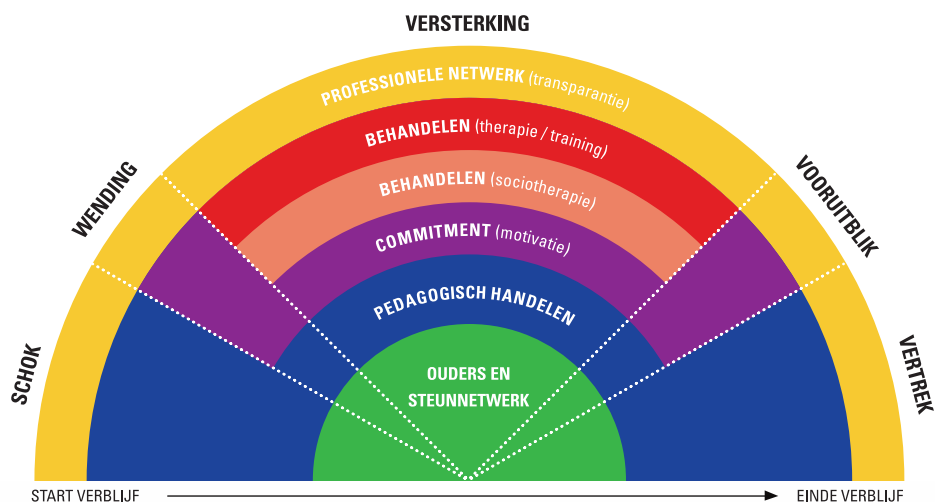 VERSTERKING
PROFESSIONELE NETWERK (transparantie)
BEHANDELEN (therapie / training)
WENDING
VOORUITBLIK
BEHANDELEN (sociotherapie)
COMMITMENT (motivatie)
PEDAGOGISCH HANDELEN
SCHOK
VERTREK
OUDERS EN
STEUNNETWERK
START VERBLIJF
EINDE VERBLIJF